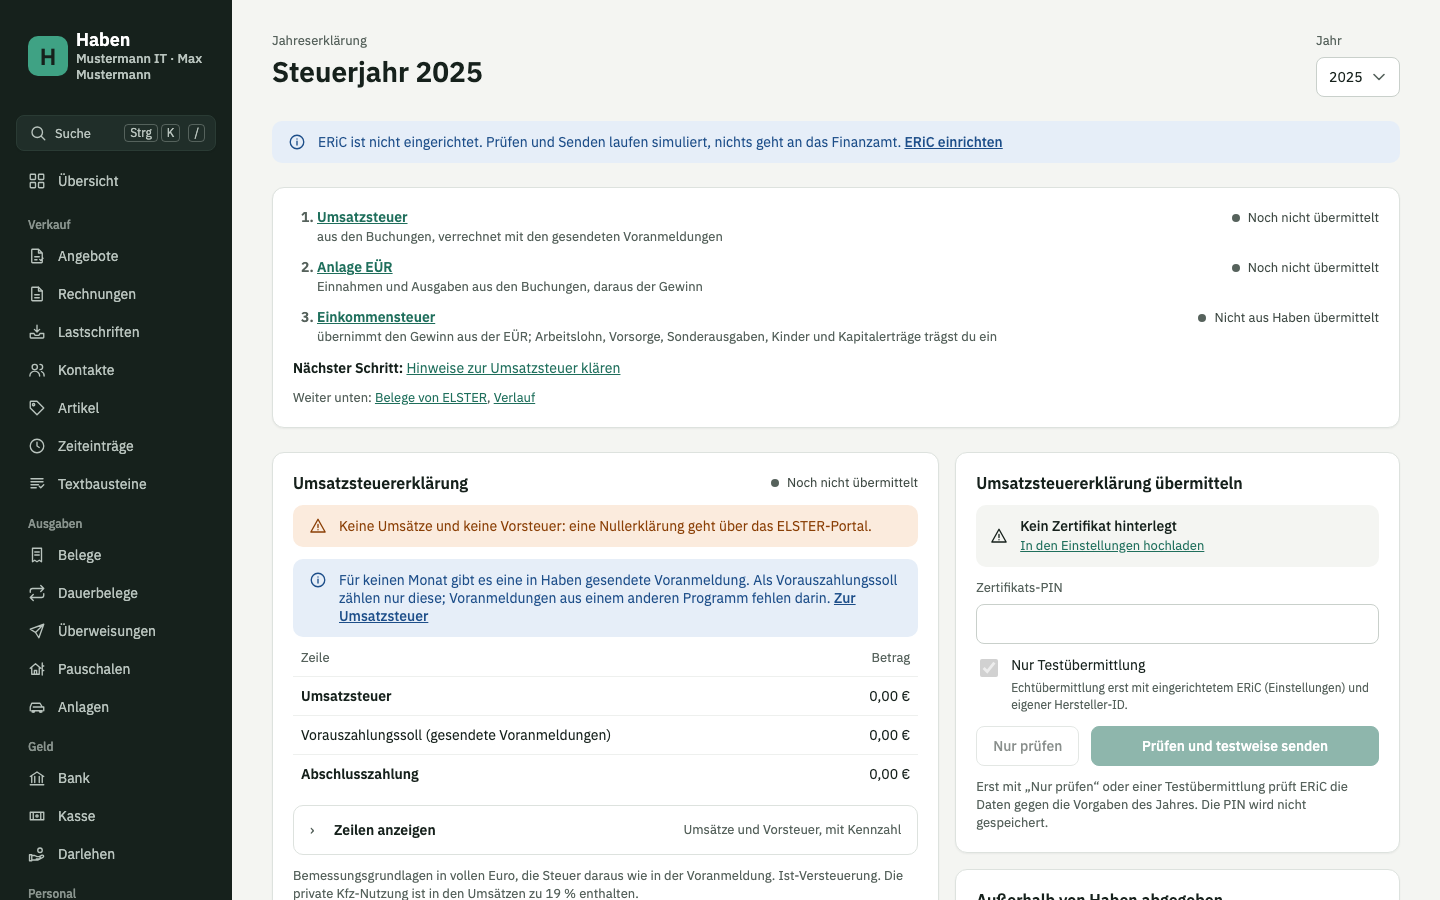 H
Haben
Mustermann IT · Max
Mustermann
Suche
Strg K /
Übersicht
Verkauf
Angebote
Rechnungen
Lastschriften
Kontakte
Artikel
Zeiteinträge
Textbausteine
Ausgaben
Belege
Dauerbelege
Überweisungen
Pauschalen
Anlagen
Geld
Bank
Kasse
Darlehen
Personal
Jahreserklärung
Steuerjahr 2025
Jahr
2025
ERiC ist nicht eingerichtet. Prüfen und Senden laufen simuliert, nichts geht an das Finanzamt. ERiC einrichten
1. Umsatzsteuer
Noch nicht übermittelt
aus den Buchungen, verrechnet mit den gesendeten Voranmeldungen
2. Anlage EÜR
Noch nicht übermittelt
Einnahmen und Ausgaben aus den Buchungen, daraus der Gewinn
3. Einkommensteuer
Nicht aus Haben übermittelt
übernimmt den Gewinn aus der EÜR; Arbeitslohn, Vorsorge, Sonderausgaben, Kinder und Kapitalerträge trägst du ein
Nächster Schritt: Hinweise zur Umsatzsteuer klären
Weiter unten: Belege von ELSTER, Verlauf
Umsatzsteuererklärung
Noch nicht übermittelt
Keine Umsätze und keine Vorsteuer: eine Nullerklärung geht über das ELSTER-Portal.
Für keinen Monat gibt es eine in Haben gesendete Voranmeldung. Als Vorauszahlungssoll
zählen nur diese; Voranmeldungen aus einem anderen Programm fehlen darin. Zur
Umsatzsteuer
Zeile Betrag
Umsatzsteuer 0,00 €
Vorauszahlungssoll (gesendete Voranmeldungen) 0,00 €
Abschlusszahlung 0,00 €
› Zeilen anzeigen Umsätze und Vorsteuer, mit Kennzahl
Bemessungsgrundlagen in vollen Euro, die Steuer daraus wie in der Voranmeldung. Ist-Versteuerung. Die
private Kfz-Nutzung ist in den Umsätzen zu 19 % enthalten.
Umsatzsteuererklärung übermitteln
Kein Zertifikat hinterlegt
In den Einstellungen hochladen
Zertifikats-PIN
Nur Testübermittlung
Echtübermittlung erst mit eingerichtetem ERiC (Einstellungen) und
eigener Hersteller-ID.
Nur prüfen
Prüfen und testweise senden
Erst mit „Nur prüfen“ oder einer Testübermittlung prüft ERiC die
Daten gegen die Vorgaben des Jahres. Die PIN wird nicht
gespeichert.
Außerhalb von Haben abgegeben